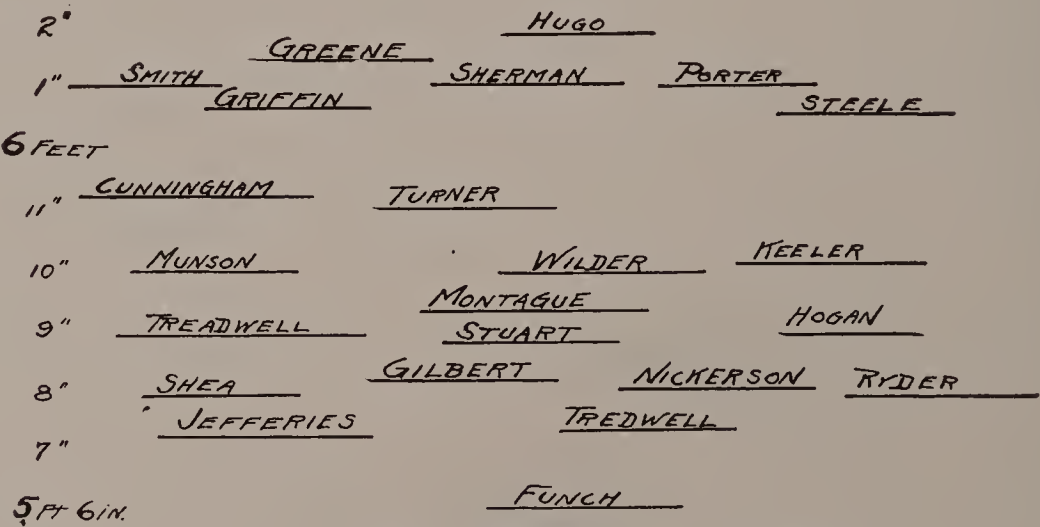 2" HUGO
GREENE
1" SMITH SHERMAN PORTER
GRIFFIN STEELE
6 FEET
CUNNINGHAM TURNER
11"
10" MUNSON WILDER KEELER
MONTAGUE
9" TREADWELL STUART HOGAN
GILBERT
8" SHEA NICKERSON RYDER
JEFFERIES TREDWELL
7"
5 FT 6 IN. FUNCH